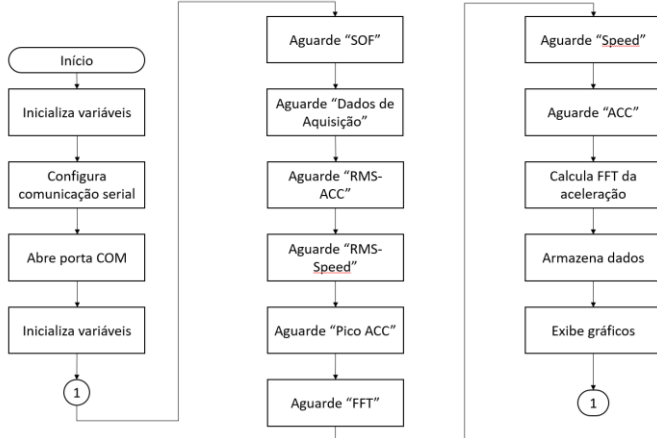 Início
Inicializa variáveis
Configura
comunicação serial
Abre porta COM
Inicializa variáveis
1
Aguarde “SOF”
Aguarde “Dados de
Aquisição”
Aguarde “RMS-
ACC”
Aguarde “RMS-
Speed”
Aguarde “Pico ACC”
Aguarde “FFT”
Aguarde “Speed”
Aguarde “ACC”
Calcula FFT da
aceleração
Armazena dados
Exibe gráficos
1